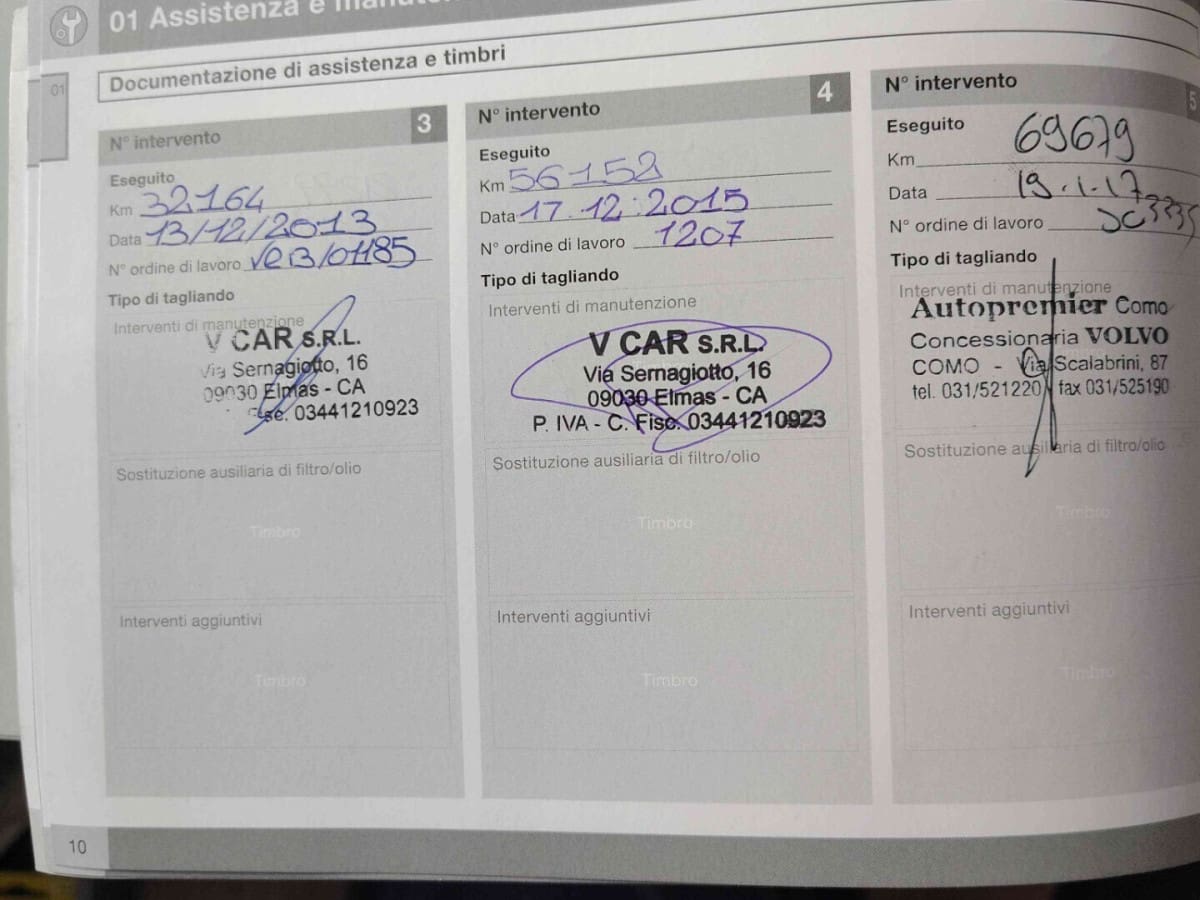 01 Assistenza e
Documentazione di assistenza e timbri
01
N° intervento 3
Eseguito
Km 32164
Data 13/12/2013
N° ordine di lavoro
Tipo di tagliando
Interventi di manutenzione
V CAR S.R.L.
Via Sernagiotto, 16
09030 Elmas - CA
Fisc. 03441210923
Sostituzione ausiliaria di filtro/olio
Timbro
Interventi aggiuntivi
Timbro
N° intervento 4
Eseguito
Km 56152
Data 17.12.2015
N° ordine di lavoro 1207
Tipo di tagliando
Interventi di manutenzione
V CAR S.R.L.
Via Sernagiotto, 16
09030 Elmas - CA
P. IVA - C. Fisc. 03441210923
Sostituzione ausiliaria di filtro/olio
Timbro
Interventi aggiuntivi
Timbro
N° intervento 5
Eseguito
Km 69679
Data 19.1.17
N° ordine di lavoro
Tipo di tagliando
Interventi di manutenzione
Autopremier Como
Concessionaria VOLVO
COMO - Via Scalabrini, 87
tel. 031/521220 fax 031/525190
Sostituzione ausiliaria di filtro/olio
Timbro
Interventi aggiuntivi
Timbro
10